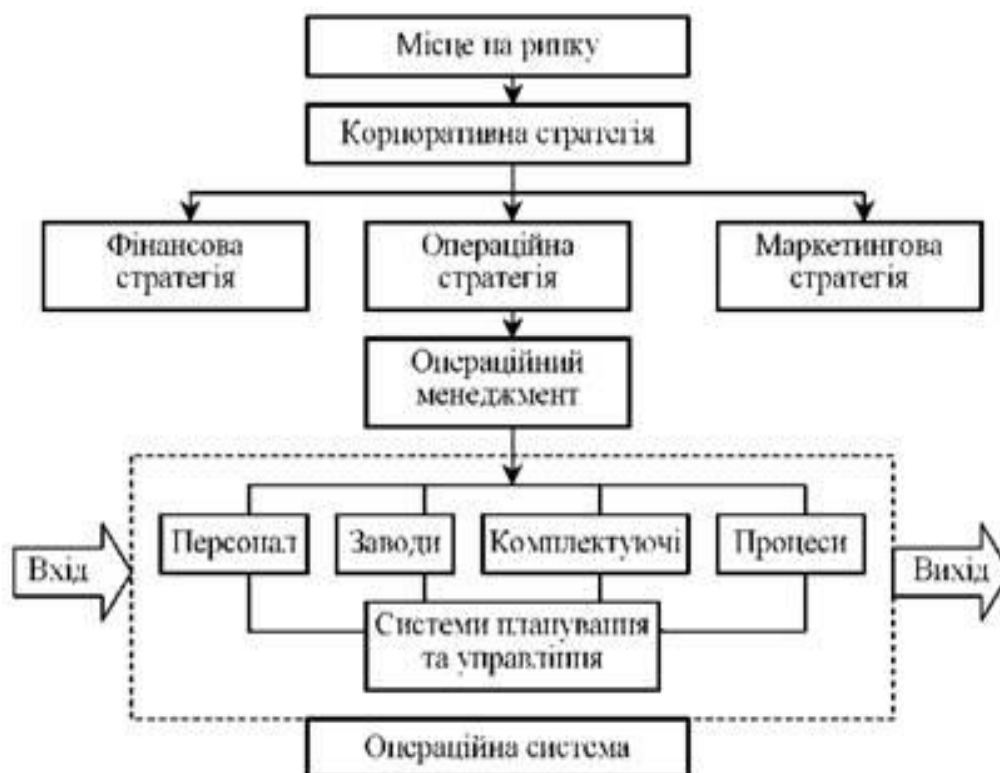 Місце на ринку
Корпоративна стратегія
Фінансова
стратегія
Операційна
стратегія
Маркетингова
стратегія
Операційний
менеджмент
Вхід
Персонал
Заводи
Комплектуючі
Процеси
Вихід
Системи планування
та управління
Операційна система